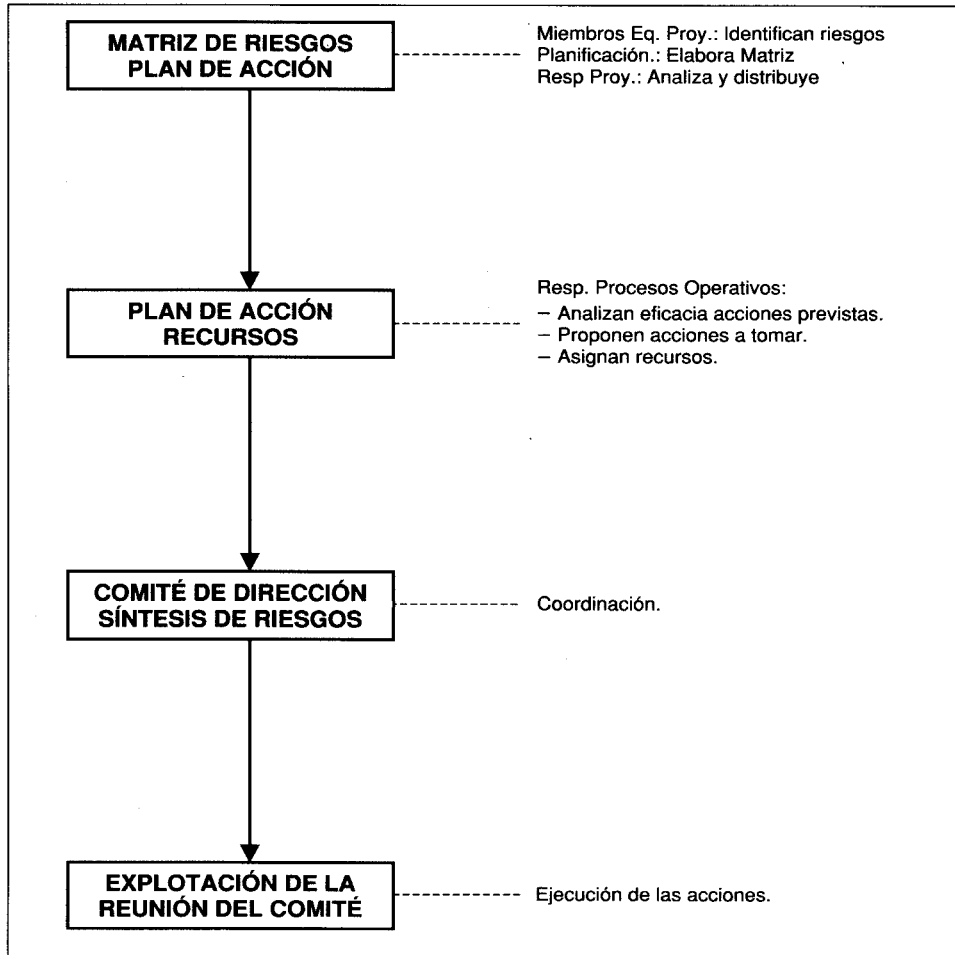 MATRIZ DE RIESGOS
PLAN DE ACCIÓN
Miembros Eq. Proy.: Identifican riesgos
Planificación.: Elabora Matriz
Resp Proy.: Analiza y distribuye
PLAN DE ACCIÓN
RECURSOS
Resp. Procesos Operativos:
– Analizan eficacia acciones previstas.
– Proponen acciones a tomar.
– Asignan recursos.
COMITÉ DE DIRECCIÓN
SÍNTESIS DE RIESGOS
Coordinación.
EXPLOTACIÓN DE LA
REUNIÓN DEL COMITÉ
Ejecución de las acciones.